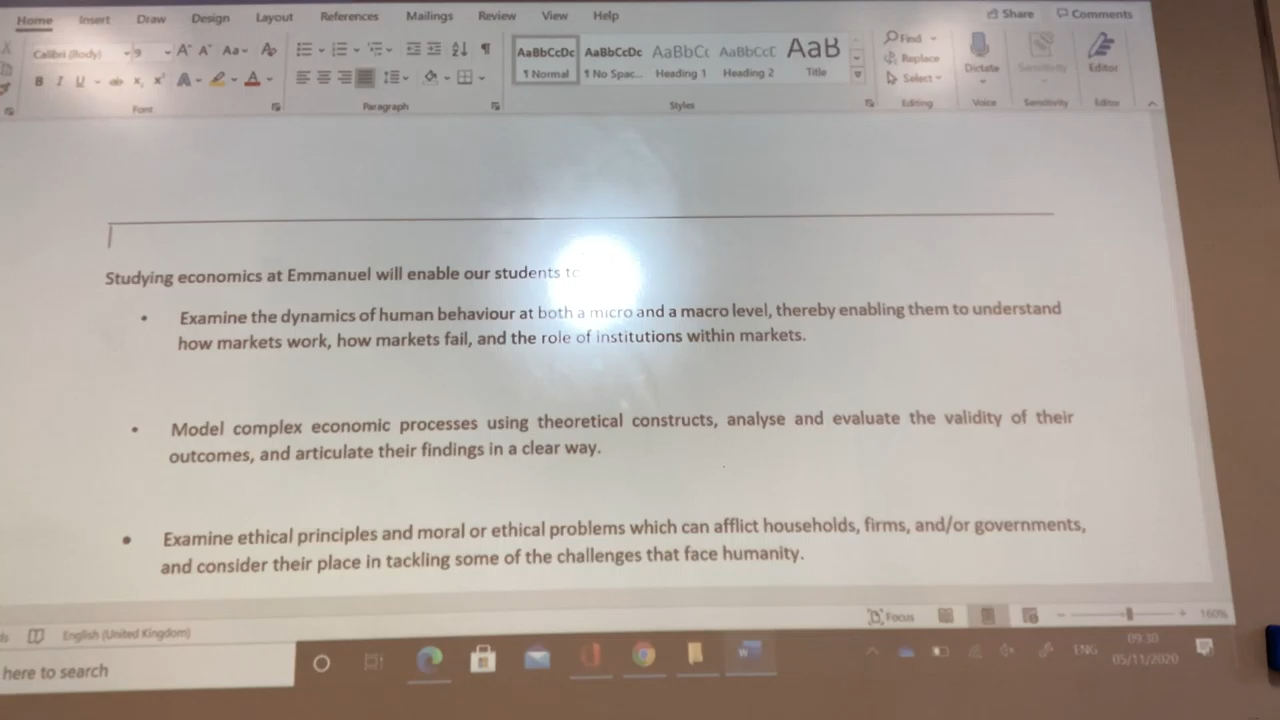 Home Insert Draw Design Layout References Mailings Review View Help Share Comments
Calibri (Body) 9 Aa
AaBbCcDc AaBbCcDc AaBbCc AaBbCcC AaB
¶ Normal ¶ No Spac... Heading 1 Heading 2 Title
Find
Replace
Select
Dictate Sensitivity Editor
Font Paragraph Styles Editing Voice Sensitivity Editor
Studying economics at Emmanuel will enable our students to
• Examine the dynamics of human behaviour at both a micro and a macro level, thereby enabling them to understand
how markets work, how markets fail, and the role of institutions within markets.
• Model complex economic processes using theoretical constructs, analyse and evaluate the validity of their
outcomes, and articulate their findings in a clear way.
• Examine ethical principles and moral or ethical problems which can afflict households, firms, and/or governments,
and consider their place in tackling some of the challenges that face humanity.
English (United Kingdom) Focus 160%
here to search ENG 09:30
05/11/2020